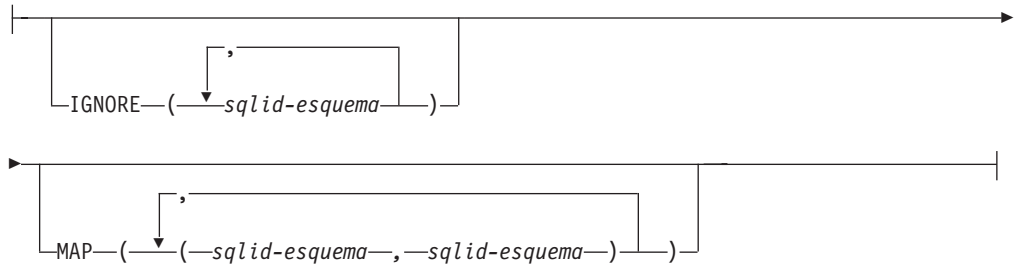 ,
IGNORE ( sqlid-esquema )
,
MAP ( ( sqlid-esquema , sqlid-esquema ) )